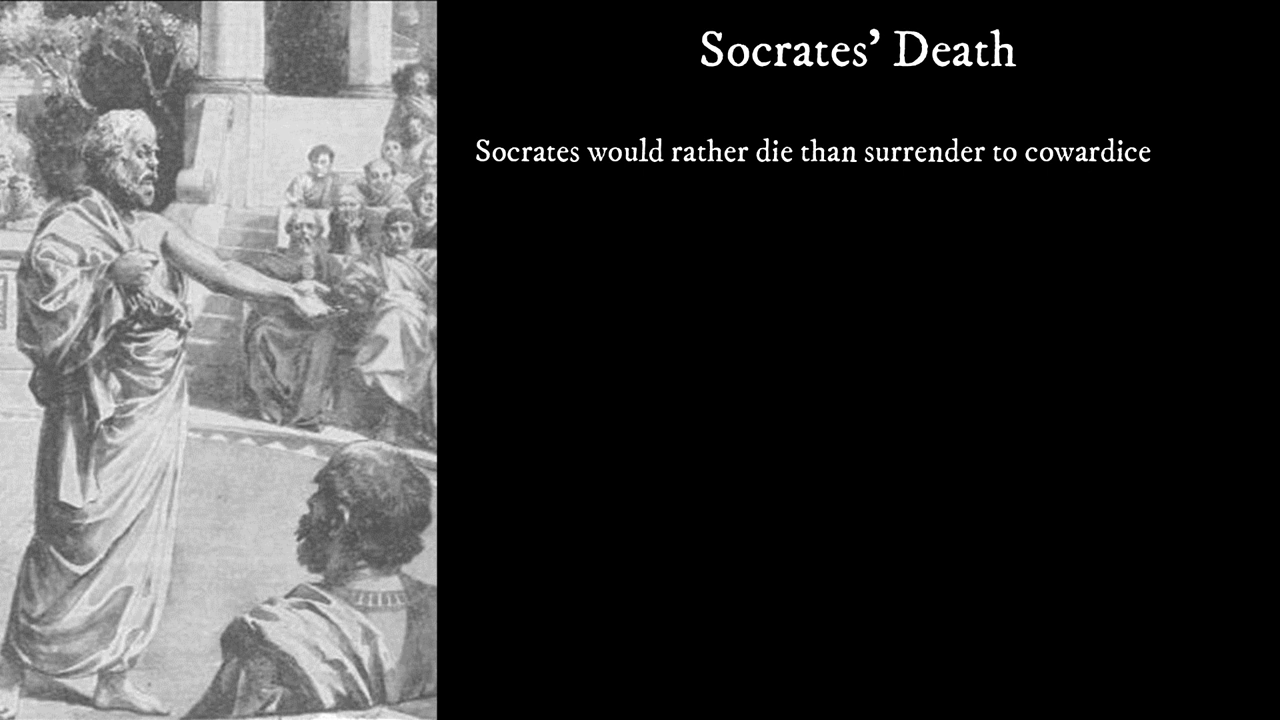 Socrates’ Death
Socrates would rather die than surrender to cowardice